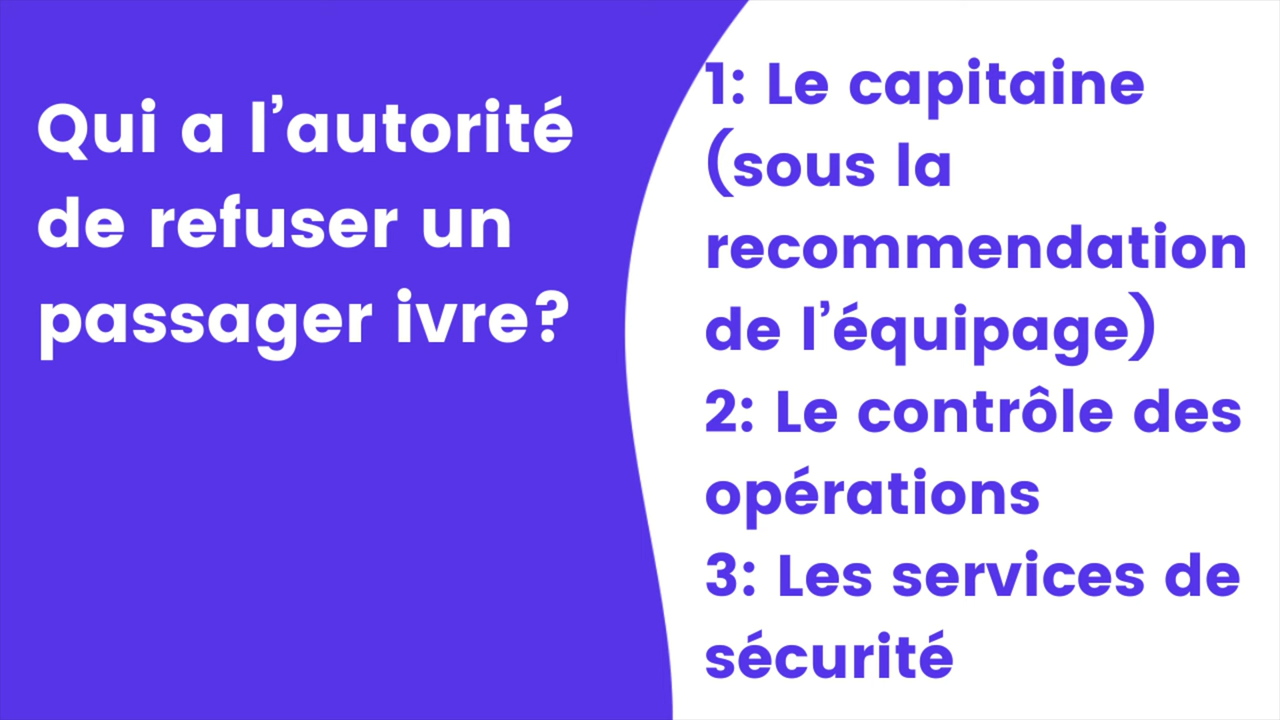 Qui a l’autorité
de refuser un
passager ivre?
1: Le capitaine
(sous la
recommendation
de l’équipage)
2: Le contrôle des
opérations
3: Les services de
sécurité